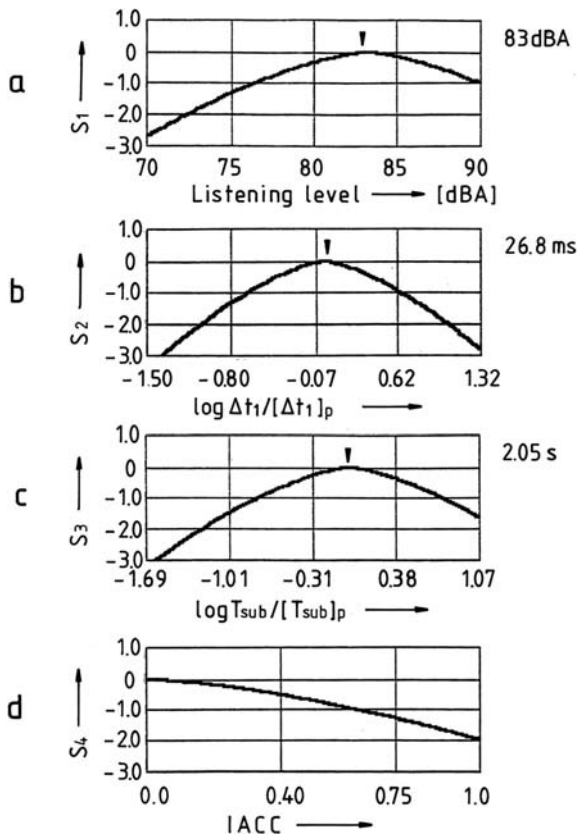 a
S1
1.0
0
-1.0
-2.0
-3.0
70 75 80 85 90
Listening level [dBA]
83dBA
b
S2
1.0
0
-1.0
-2.0
-3.0
-1.50 -0.80 -0.07 0.62 1.32
log Δt1/[Δt1]p
26.8 ms
c
S3
1.0
0
-1.0
-2.0
-3.0
-1.69 -1.01 -0.31 0.38 1.07
logTsub/[Tsub]p
2.05 s
d
S4
1.0
0
-1.0
-2.0
-3.0
0.0 0.40 0.75 1.0
IACC